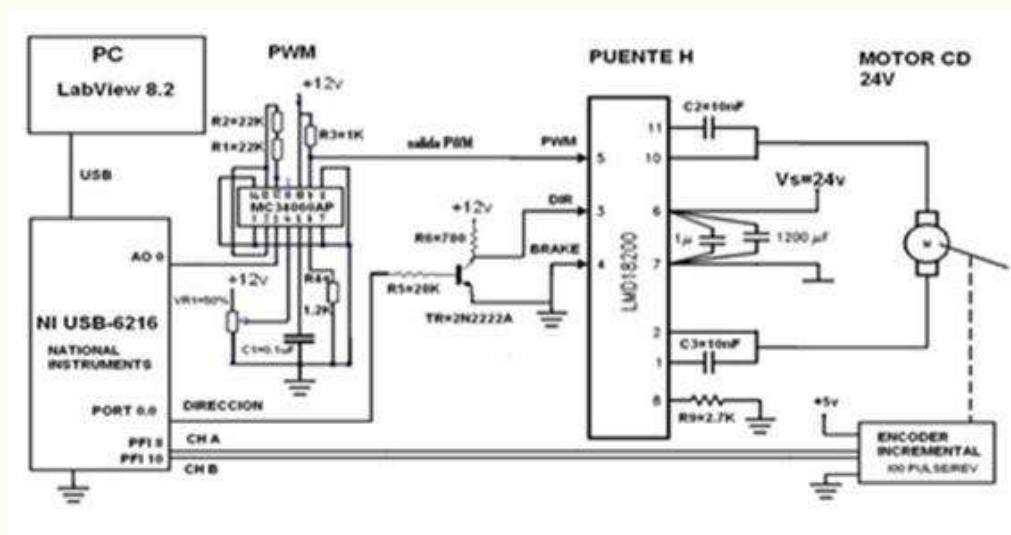 PC
LabView 8.2
USB
PWM
+12v
R2=22K
R1=22K
R3=1K
salida PWM
MC34060AP
AO 0
+12v
VR1=50%
R4=
1.2K
C1=0.1uF
NI USB-6216
NATIONAL
INSTRUMENTS
PORT 0.0
DIRECCION
PFI 8
CH A
PFI 10
CH B
+12v
R6=700
R5=20K
TR=2N2222A
PUENTE H
PWM
5
DIR
3
BRAKE
4
LMD18200
11
10
6
7
2
1
8
C2=10nF
Vs=24v
1µ
1200 µF
C3=10nF
R9=2.7K
MOTOR CD
24V
M
+5v
ENCODER
INCREMENTAL
100 PULSE/REV